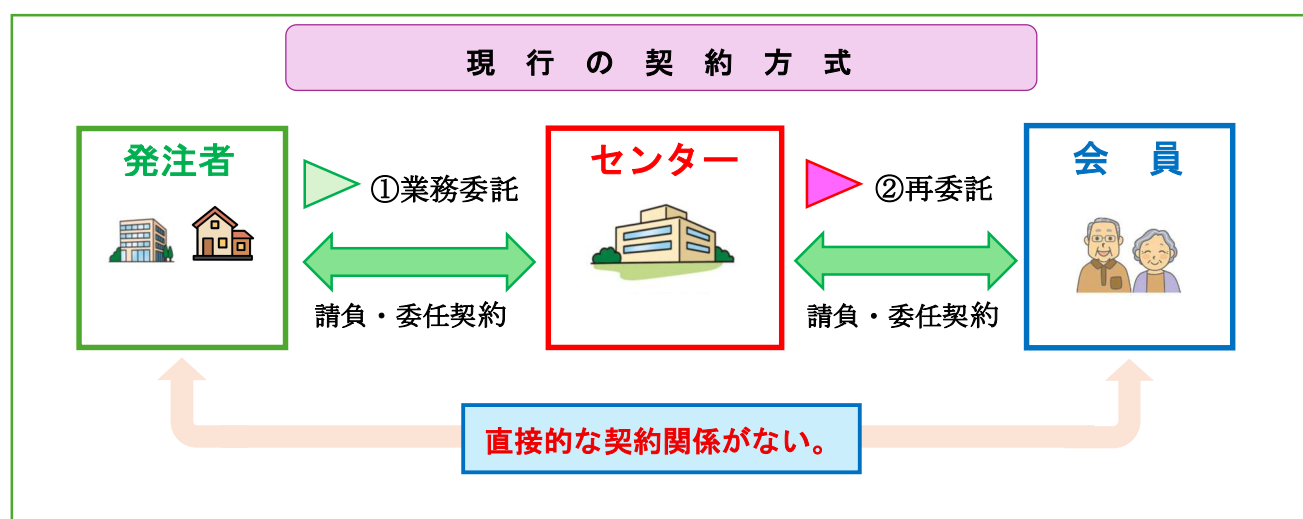 現行の契約方式
発注者
①業務委託
請負・委任契約
センター
②再委託
請負・委任契約
会員
直接的な契約関係がない。